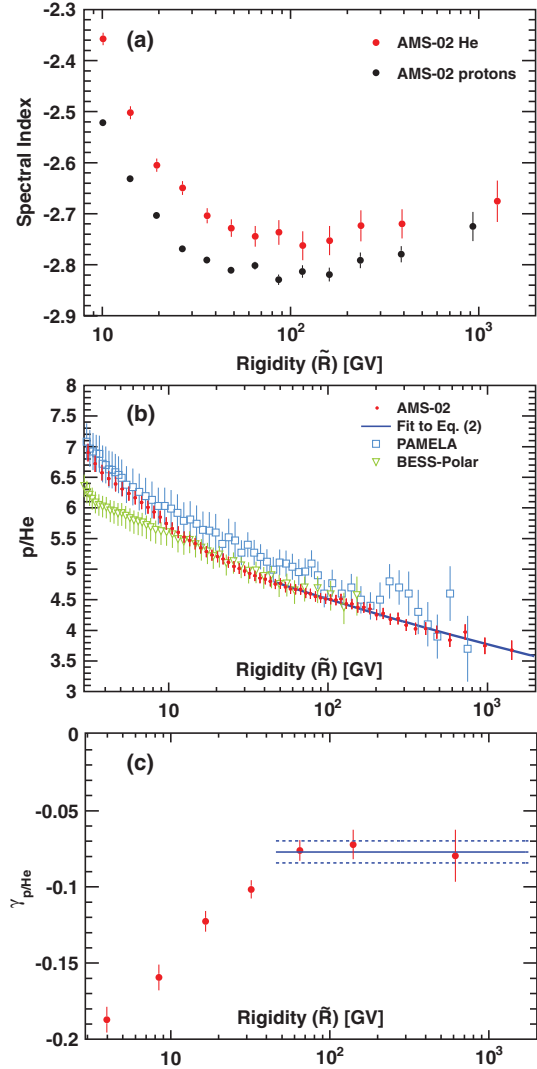 (a)
AMS-02 He
AMS-02 protons
-2.3
-2.4
-2.5
-2.6
-2.7
-2.8
-2.9
Spectral Index
10
10²
10³
Rigidity (R̃) [GV]
(b)
AMS-02
Fit to Eq. (2)
PAMELA
BESS-Polar
8
7.5
7
6.5
6
5.5
5
4.5
4
3.5
3
p/He
Rigidity (R̃) [GV]
10
10²
10³
(c)
0
-0.05
-0.1
-0.15
-0.2
γp/He
Rigidity (R̃) [GV]
10
10²
10³